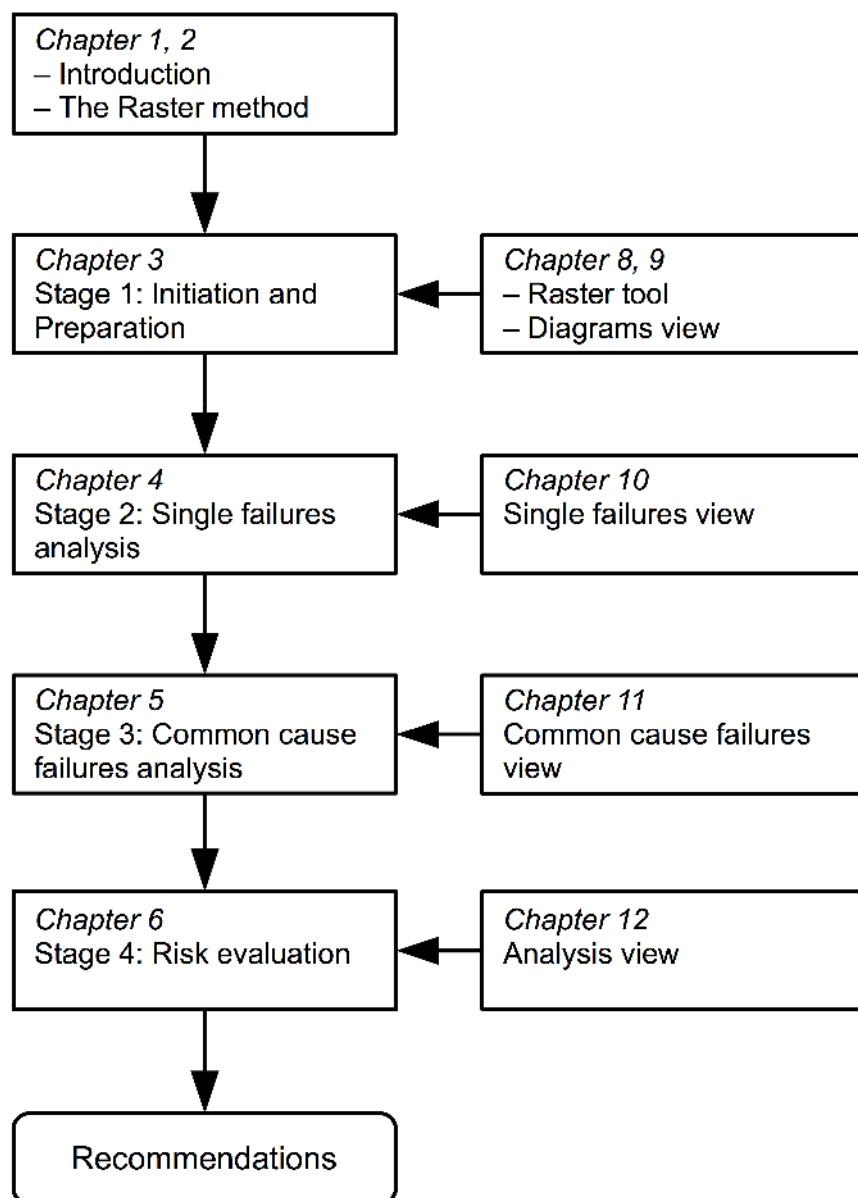 Chapter 1, 2
– Introduction
– The Raster method
Chapter 3
Stage 1: Initiation and
Preparation
Chapter 8, 9
– Raster tool
– Diagrams view
Chapter 4
Stage 2: Single failures
analysis
Chapter 10
Single failures view
Chapter 5
Stage 3: Common cause
failures analysis
Chapter 11
Common cause failures
view
Chapter 6
Stage 4: Risk evaluation
Chapter 12
Analysis view
Recommendations